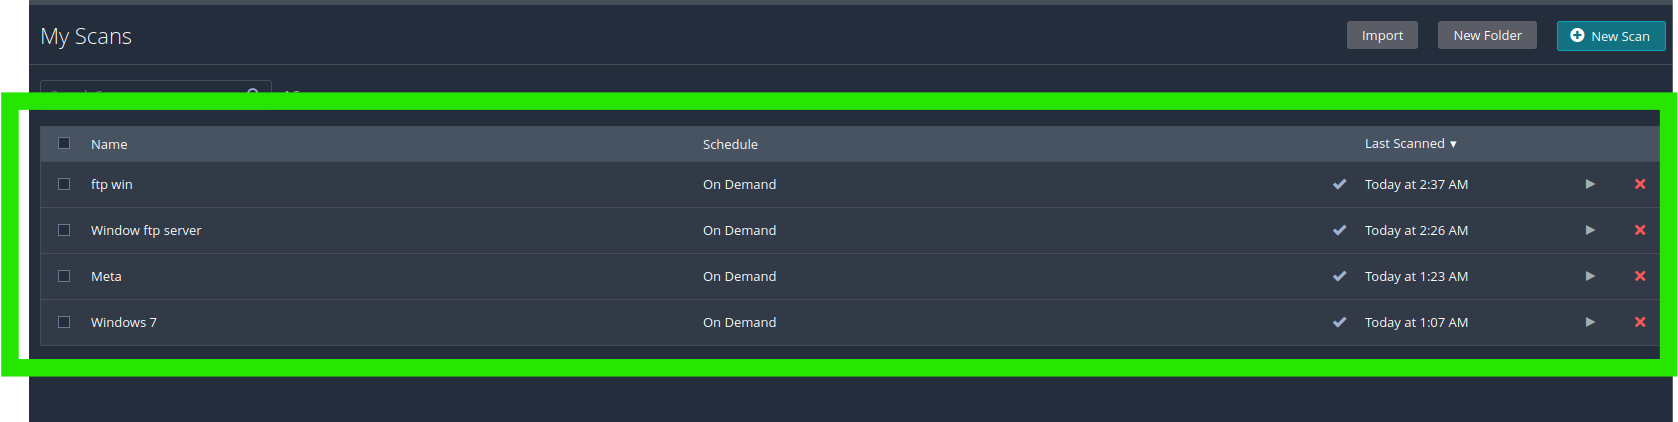 My Scans
Import
New Folder
New Scan
Name Schedule Last Scanned ▼
ftp win On Demand Today at 2:37 AM
Window ftp server On Demand Today at 2:26 AM
Meta On Demand Today at 1:23 AM
Windows 7 On Demand Today at 1:07 AM